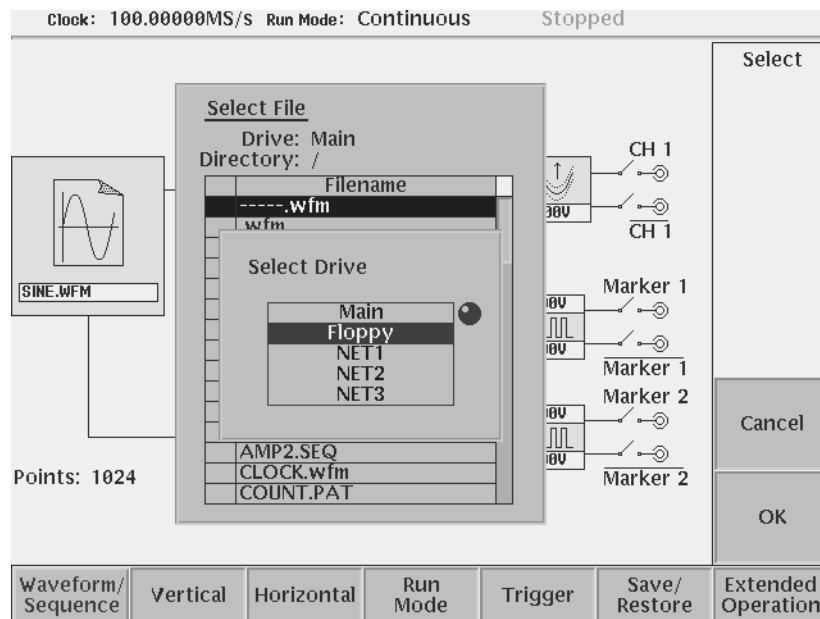 Clock: 100.00000MS/s Run Mode: Continuous Stopped
Select
Select File
Drive: Main
Directory: /
Filename
-----.wfm
.wfm
Select Drive
Main
Floppy
NET1
NET2
NET3
AMP2.SEQ
CLOCK.wfm
COUNT.PAT
SINE.WFM
Points: 1024
CH 1
CH 1
Marker 1
Marker 1
Marker 2
Marker 2
Cancel
OK
Waveform/
Sequence
Vertical
Horizontal
Run
Mode
Trigger
Save/
Restore
Extended
Operation